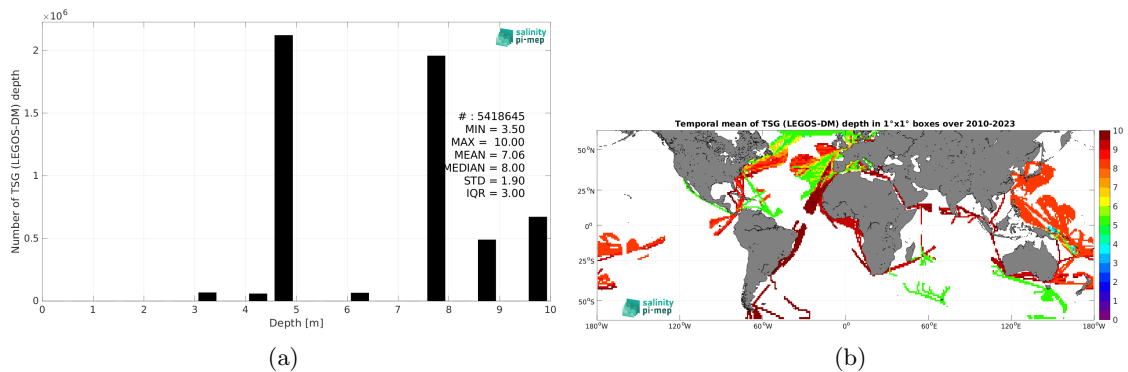 ×10⁶
salinity
pi-mep
2
1.5
1
0.5
0
Number of TSG (LEGOS-DM) depth
# : 5418645
MIN = 3.50
MAX = 10.00
MEAN = 7.06
MEDIAN = 8.00
STD = 1.90
IQR = 3.00
0 1 2 3 4 5 6 7 8 9 10
Depth [m]
(a)
Temporal mean of TSG (LEGOS-DM) depth in 1°x1° boxes over 2010-2023
50°N
25°N
0°
25°S
50°S
salinity
pi-mep
180°W 120°W 60°W 0° 60°E 120°E 180°W
10
9
8
7
6
5
4
3
2
1
0
(b)